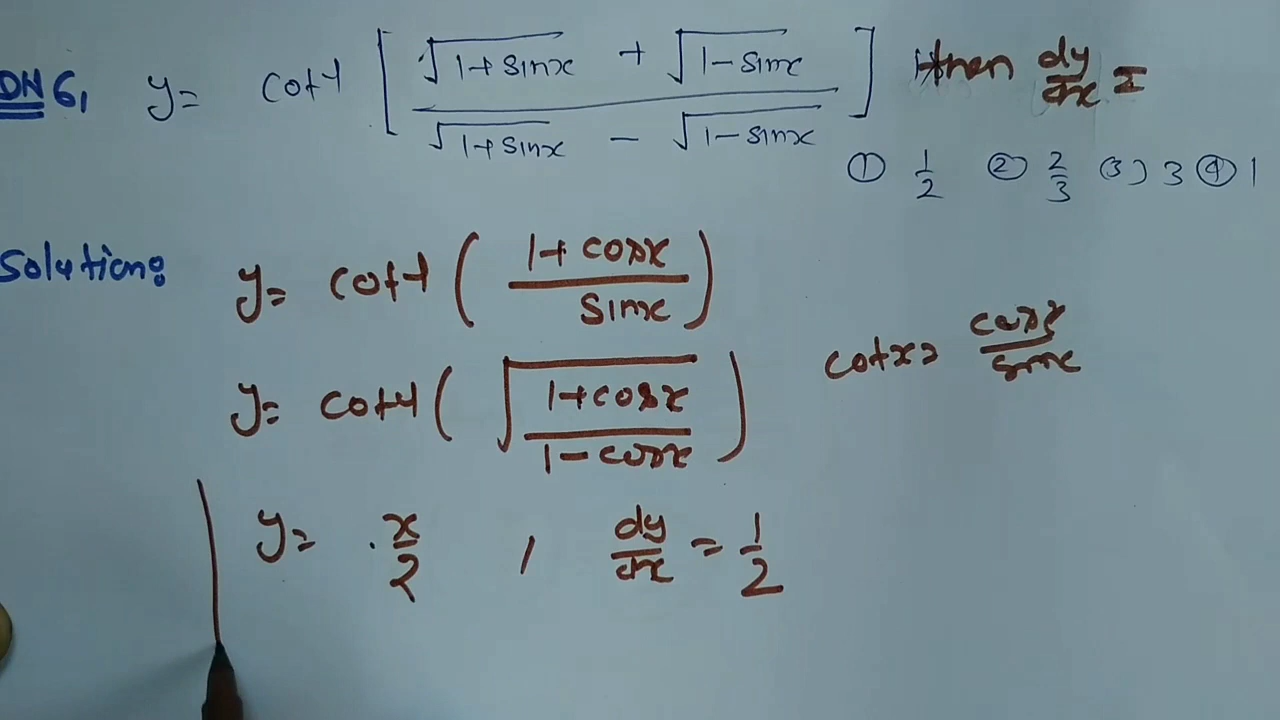 QN 6, y= cot-1 [ √1+sinx + √1-sinx / √1+sinx - √1-sinx ] then dy/dx =
① 1/2 ② 2/3 (3) 3 ④ 1
Solution: y= cot-1 ( 1+cosx / sinx )
y= cot-1 ( √ 1+cosx / 1-cosx ) cotx= cosx/sinx
y= x/2 , dy/dx = 1/2